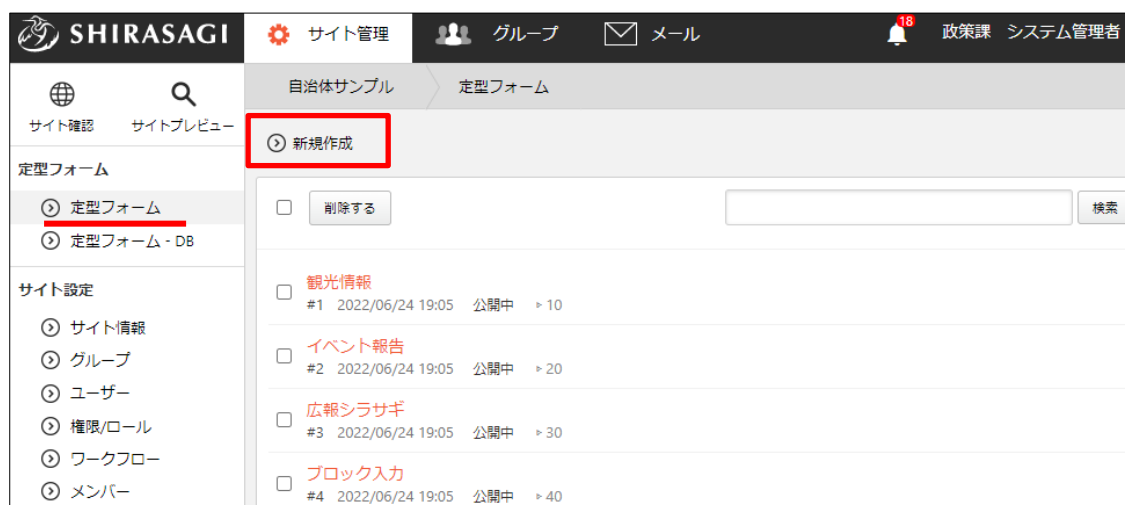 SHIRASAGI サイト管理 グループ メール 18 政策課 システム管理者
サイト確認 サイトプレビュー
自治体サンプル 定型フォーム
新規作成
定型フォーム
定型フォーム
定型フォーム - DB
サイト設定
サイト情報
グループ
ユーザー
権限/ロール
ワークフロー
メンバー
削除する 検索
観光情報
#1 2022/06/24 19:05 公開中 ▹ 10
イベント報告
#2 2022/06/24 19:05 公開中 ▹ 20
広報シラサギ
#3 2022/06/24 19:05 公開中 ▹ 30
ブロック入力
#4 2022/06/24 19:05 公開中 ▹ 40